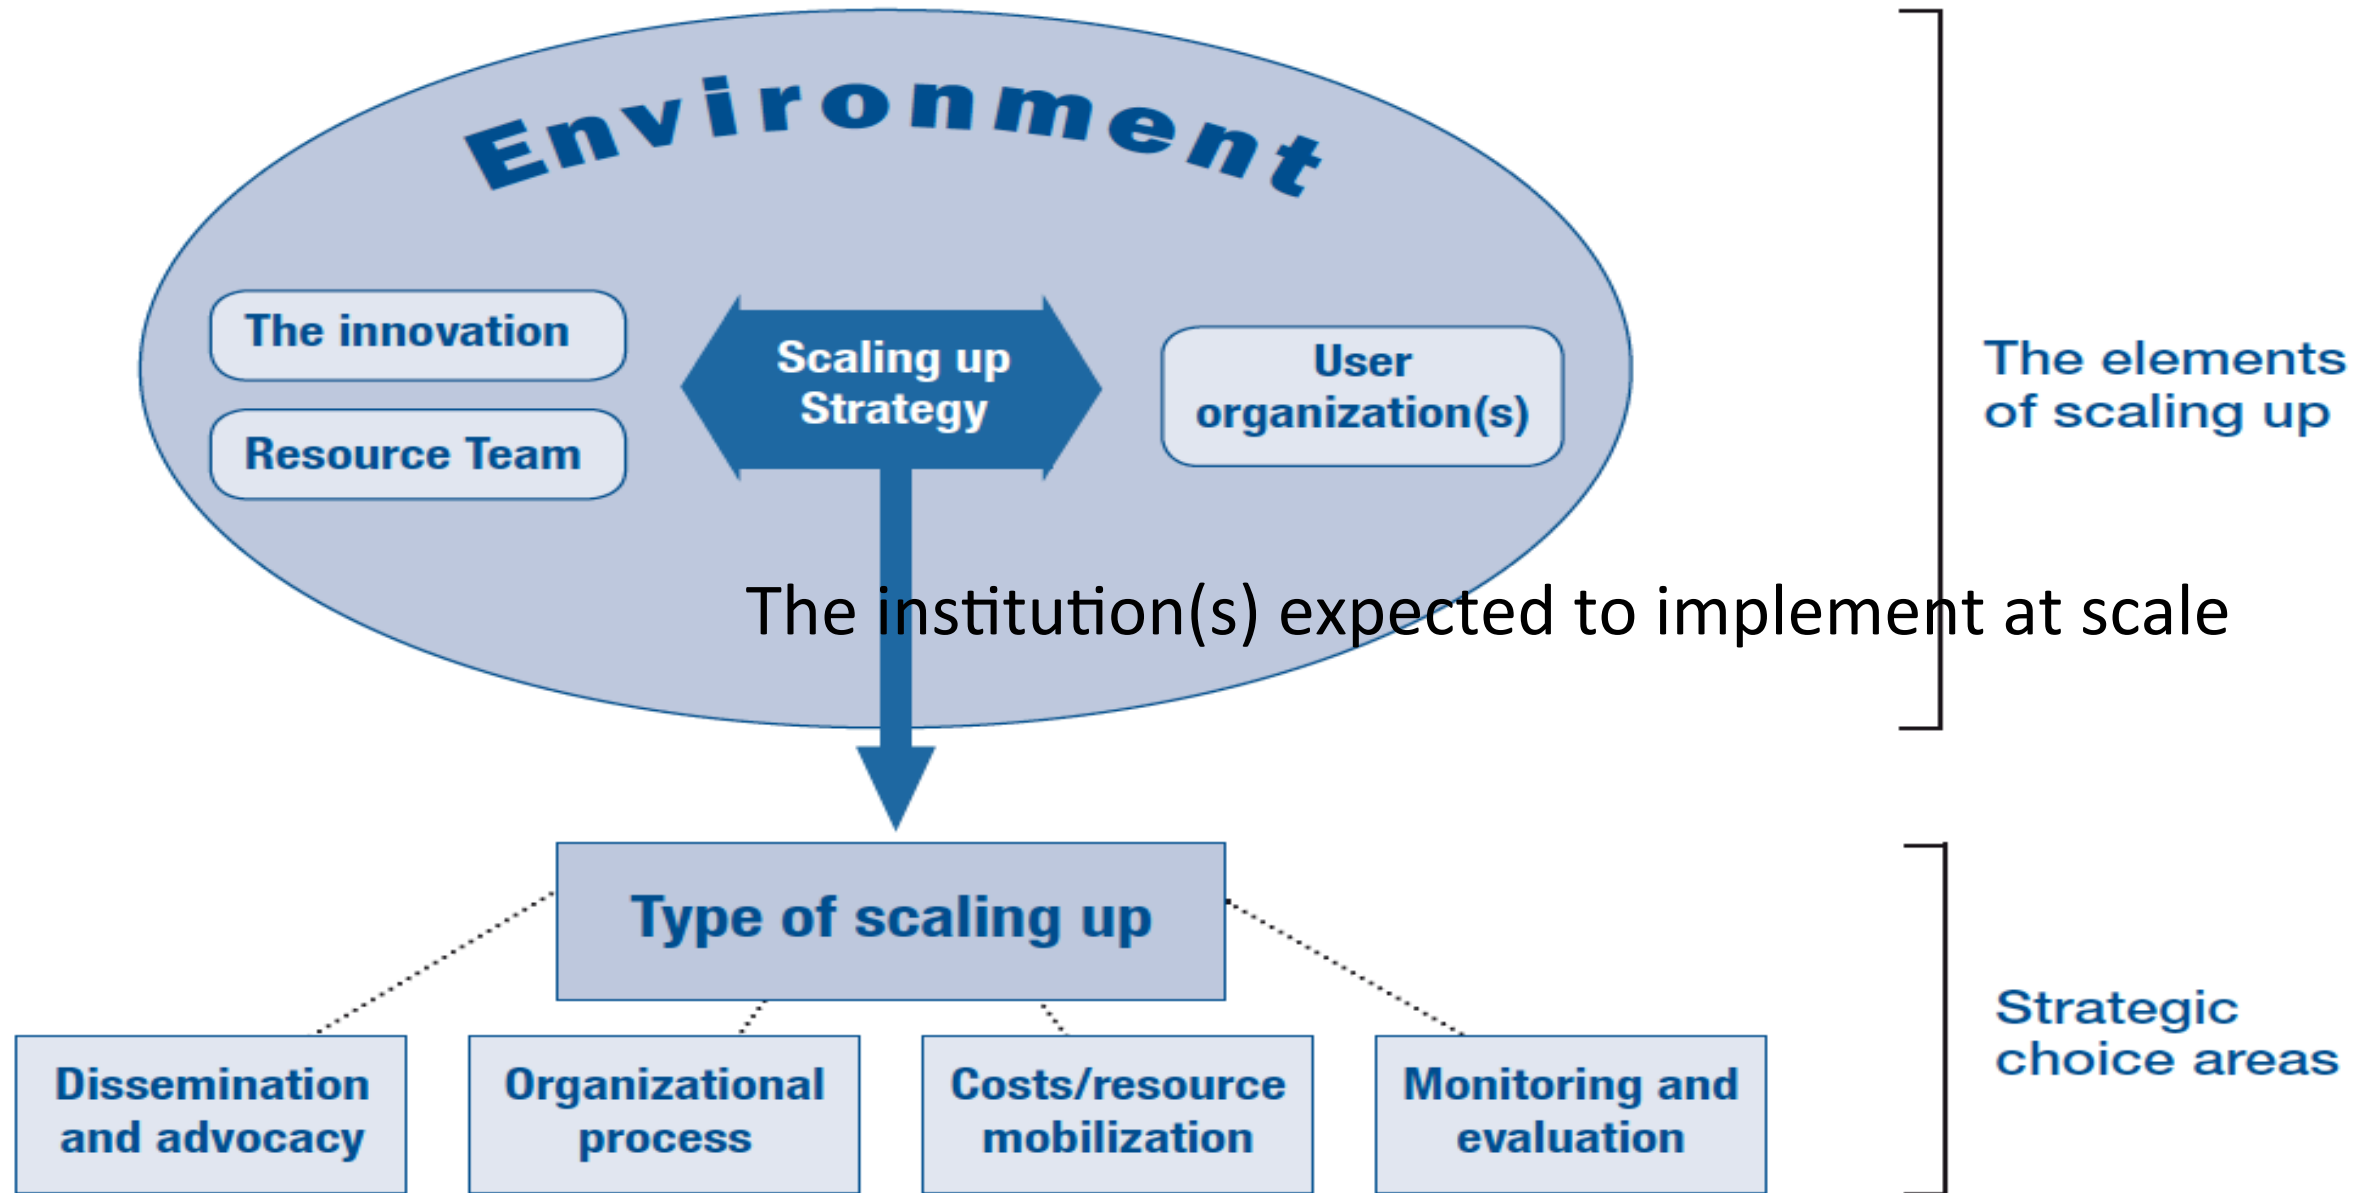 Environment
The innovation
Resource Team
Scaling up
Strategy
User
organization(s)
The elements
of scaling up
The institution(s) expected to implement at scale
Type of scaling up
Dissemination
and advocacy
Organizational
process
Costs/resource
mobilization
Monitoring and
evaluation
Strategic
choice areas